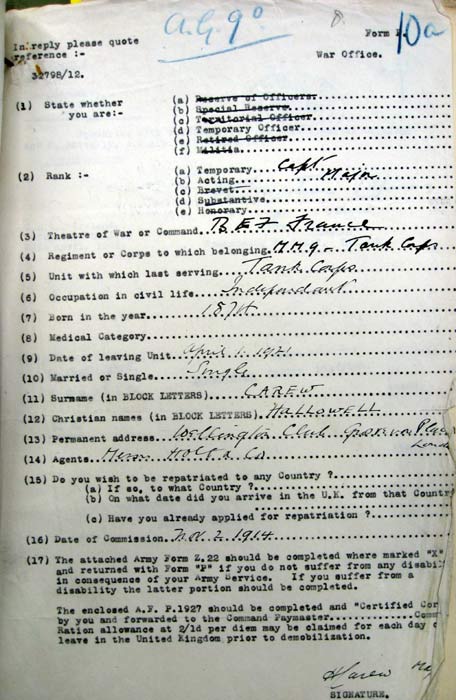 A.G. 9°
8
10a
In reply please quote Form
reference :- War Office.
32798/12.
(1) State whether (a) Reserve of Officers.
you are:- (b) Special Reserve.
(c) Territorial Officer
(d) Temporary Officer.
(e) Retired Officer.
(f) Militia.
(2) Rank :- (a) Temporary Capt
(b) Acting. Major
(c) Brevet.
(d) Substantive.
(e) Honorary.
(3) Theatre of War or Command B E F France
(4) Regiment or Corps to which belonging M.M.G - Tank Corps
(5) Unit with which last serving. Tank Corps
(6) Occupation in civil life. Independant
(7) Born in the year.
(8) Medical Category.
(9) Date of leaving Unit. April 1.
(10) Married or Single. Single
(11) Surname (in BLOCK LETTERS) CAREW
(12) Christian names (in BLOCK LETTERS). HALLOWELL
(13) Permanent address. Wellington Club Grosvenor Place
London
(14) Agents. Messrs Holt & Co
(15) Do you wish to be repatriated to any Country ?
(a) If so, to what Country ?
(b) On what date did you arrive in the U.K. from that Country
(c) Have you already applied for repatriation ?
(16) Date of Commission. Nov. 2. 1914
(17) The attached Army Form Z.22 should be completed where marked "X"
and returned with Form "P" if you do not suffer from any disabil
in consequence of your Army Service. If you suffer from a
disability the latter portion should be completed.
The enclosed A.F. P.1927 should be completed and "Certified Cor
by you and forwarded to the Command Paymaster. Comm
Ration allowance at 2/1d per diem may be claimed for each day o
leave in the United Kingdom prior to demobilization.
H Carew Maj
SIGNATURE.